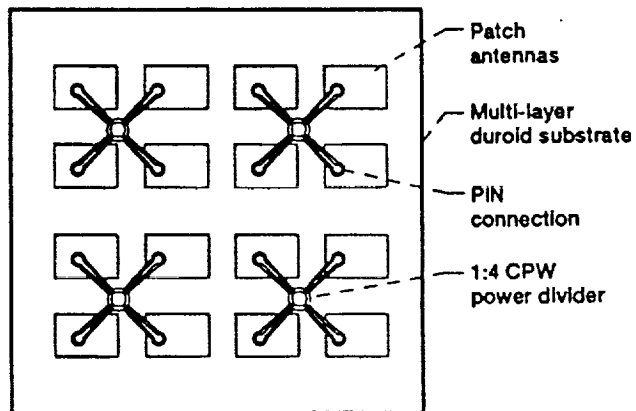 Patch
antennas
Multi-layer
duroid substrate
PIN
connection
1:4 CPW
power divider